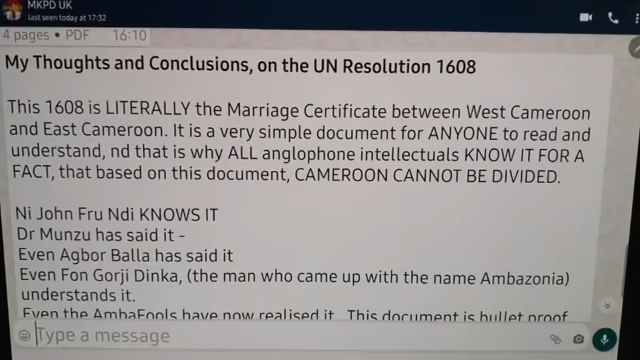 MKPD UK
last seen today at 17:32
4 pages • PDF 16:10
My Thoughts and Conclusions, on the UN Resolution 1608
This 1608 is LITERALLY the Marriage Certificate between West Cameroon
and East Cameroon. It is a very simple document for ANYONE to read and
understand, nd that is why ALL anglophone intellectuals KNOW IT FOR A
FACT, that based on this document, CAMEROON CANNOT BE DIVIDED.
Ni John Fru Ndi KNOWS IT
Dr Munzu has said it -
Even Agbor Balla has said it
Even Fon Gorji Dinka, (the man who came up with the name Ambazonia)
understands it.
Even the AmbaFools have now realised it. This document is bullet proof
Type a message